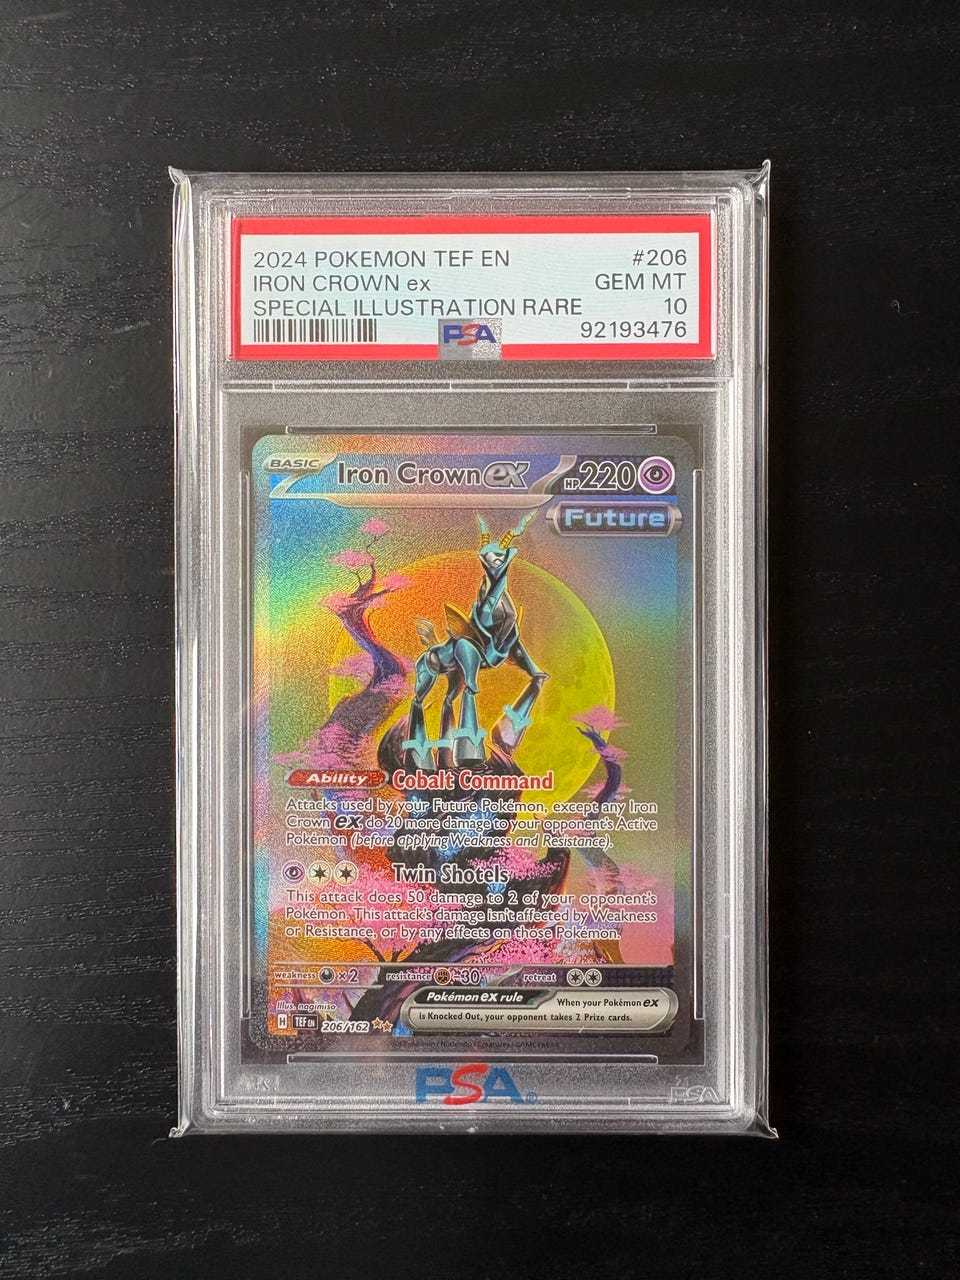 2024 POKEMON TEF EN #206
IRON CROWN ex GEM MT
SPECIAL ILLUSTRATION RARE 10
PSA 92193476
BASIC Iron Crown ex HP 220
Future
Ability Cobalt Command
Attacks used by your Future Pokémon, except any Iron
Crown ex, do 20 more damage to your opponent's Active
Pokémon (before applying Weakness and Resistance).
Twin Shotels
This attack does 50 damage to 2 of your opponent's
Pokémon. This attack's damage isn't affected by Weakness
or Resistance, or by any effects on those Pokémon.
weakness x2 resistance -30 retreat
Illus. nagimiso
Pokémon ex rule When your Pokémon ex
is Knocked Out, your opponent takes 2 Prize cards.
H TEF EN 206/162
PSA®
PSA